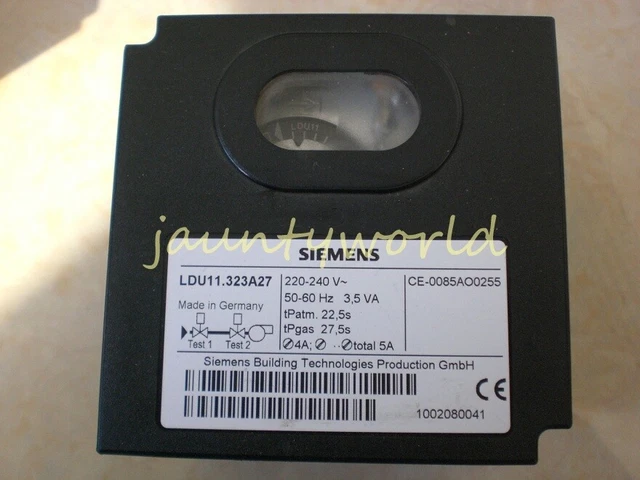 LDU11
jauntyworld
SIEMENS
LDU11.323A27
Made in Germany
Test 1 Test 2
220-240 V~
50-60 Hz 3,5 VA
tPatm. 22,5s
tPgas 27,5s
4A; ..total 5A
CE-0085AO0255
Siemens Building Technologies Production GmbH
CE
1002080041